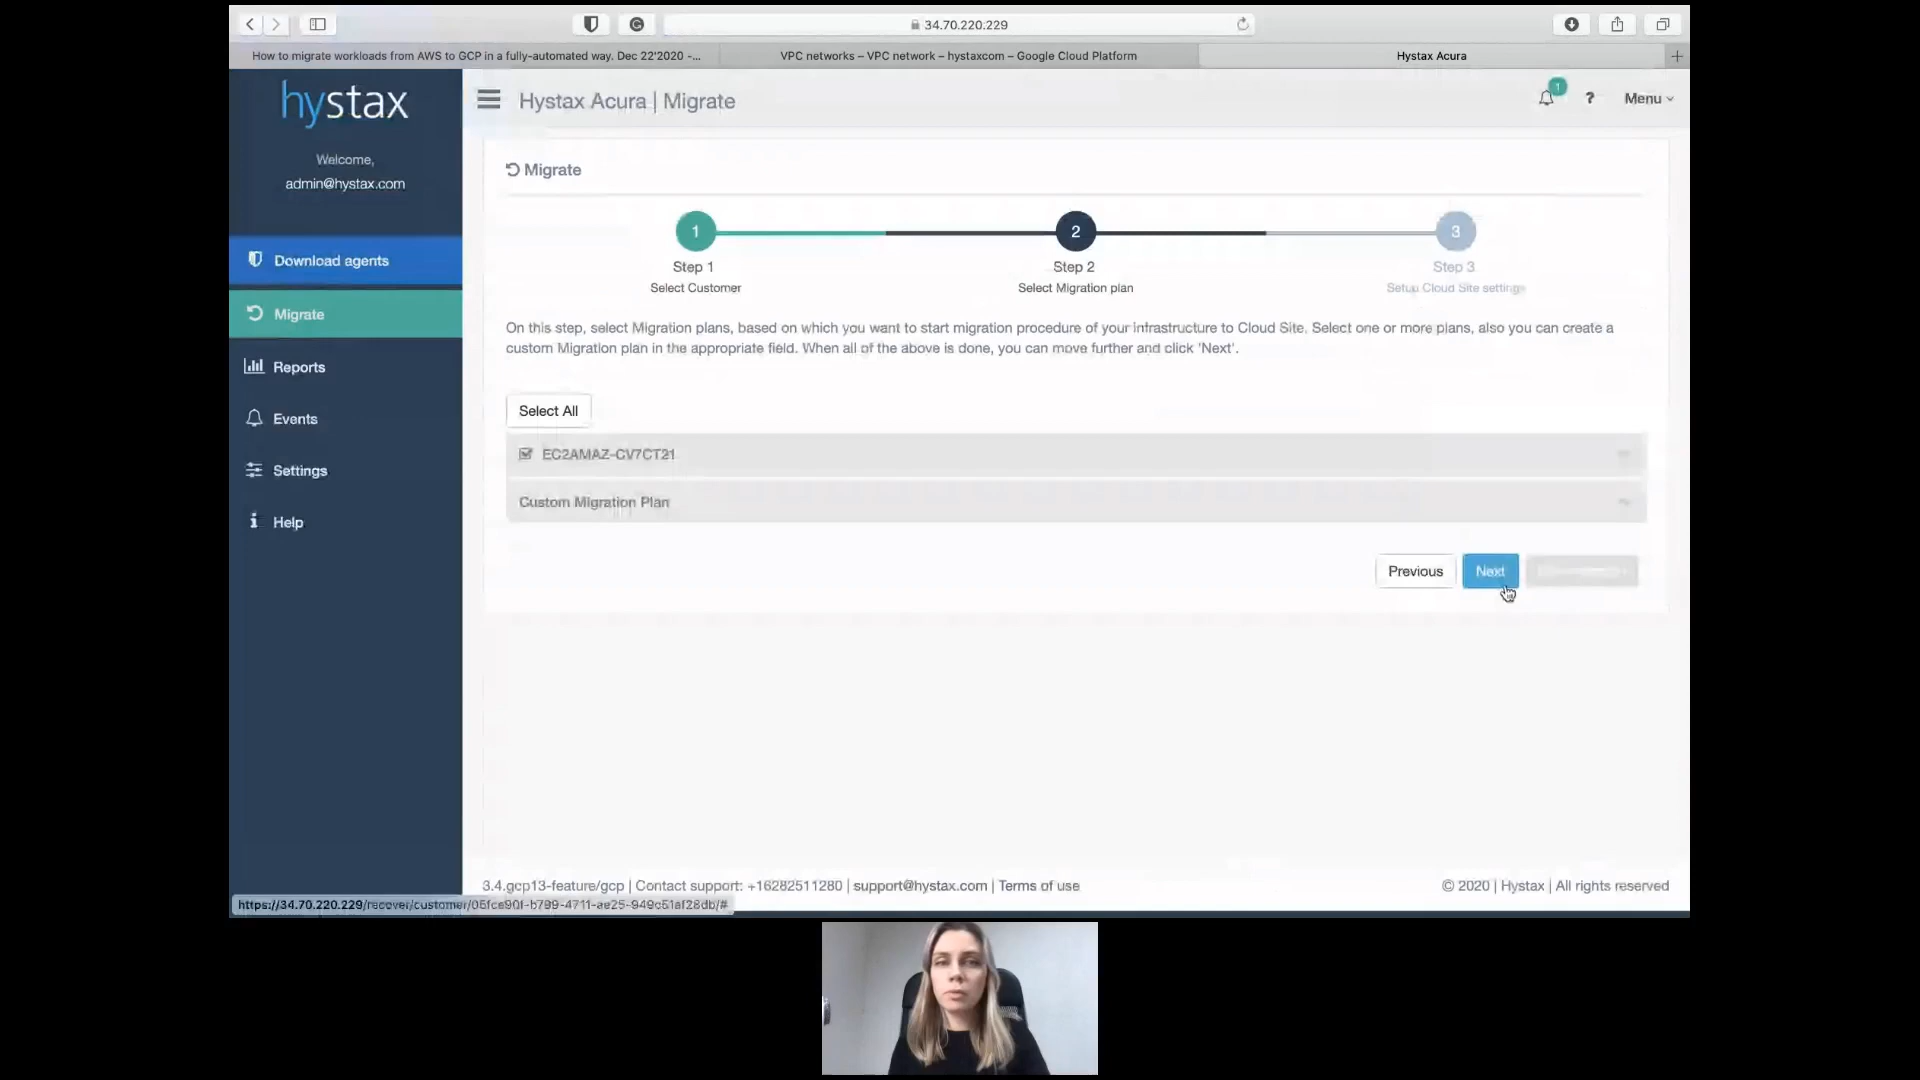 34.70.220.229
How to migrate workloads from AWS to GCP in a fully-automated way. Dec 22'2020 -...
VPC networks – VPC network – hystaxcom – Google Cloud Platform
Hystax Acura
hystax
Hystax Acura | Migrate
1
?
Menu
Welcome,
admin@hystax.com
Download agents
Migrate
Reports
Events
Settings
Help
Migrate
1
2
3
Step 1
Step 2
Step 3
Select Customer
Select Migration plan
Setup Cloud Site settings
On this step, select Migration plans, based on which you want to start migration procedure of your infrastructure to Cloud Site. Select one or more plans, also you can create a
custom Migration plan in the appropriate field. When all of the above is done, you can move further and click 'Next'.
Select All
EC2AMAZ-CV7CT21
Custom Migration Plan
Previous
Next
3.4.gcp13-feature/gcp | Contact support: +16282511280 | support@hystax.com | Terms of use
© 2020 | Hystax | All rights reserved
https://34.70.220.229/recover/customer/05fce90f-b799-4711-ae25-949c51af28db/#